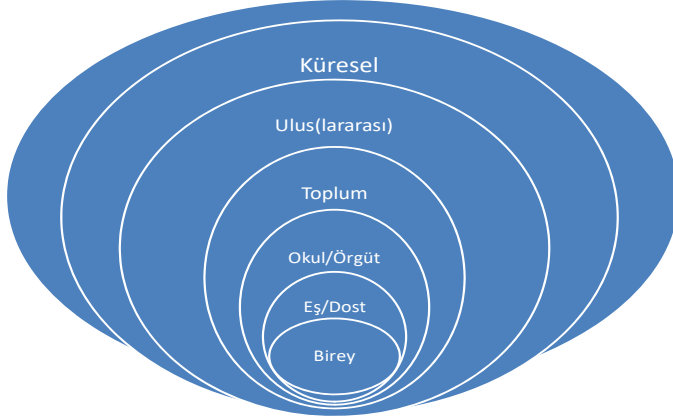 Küresel
Ulus(lararası)
Toplum
Okul/Örgüt
Eş/Dost
Birey